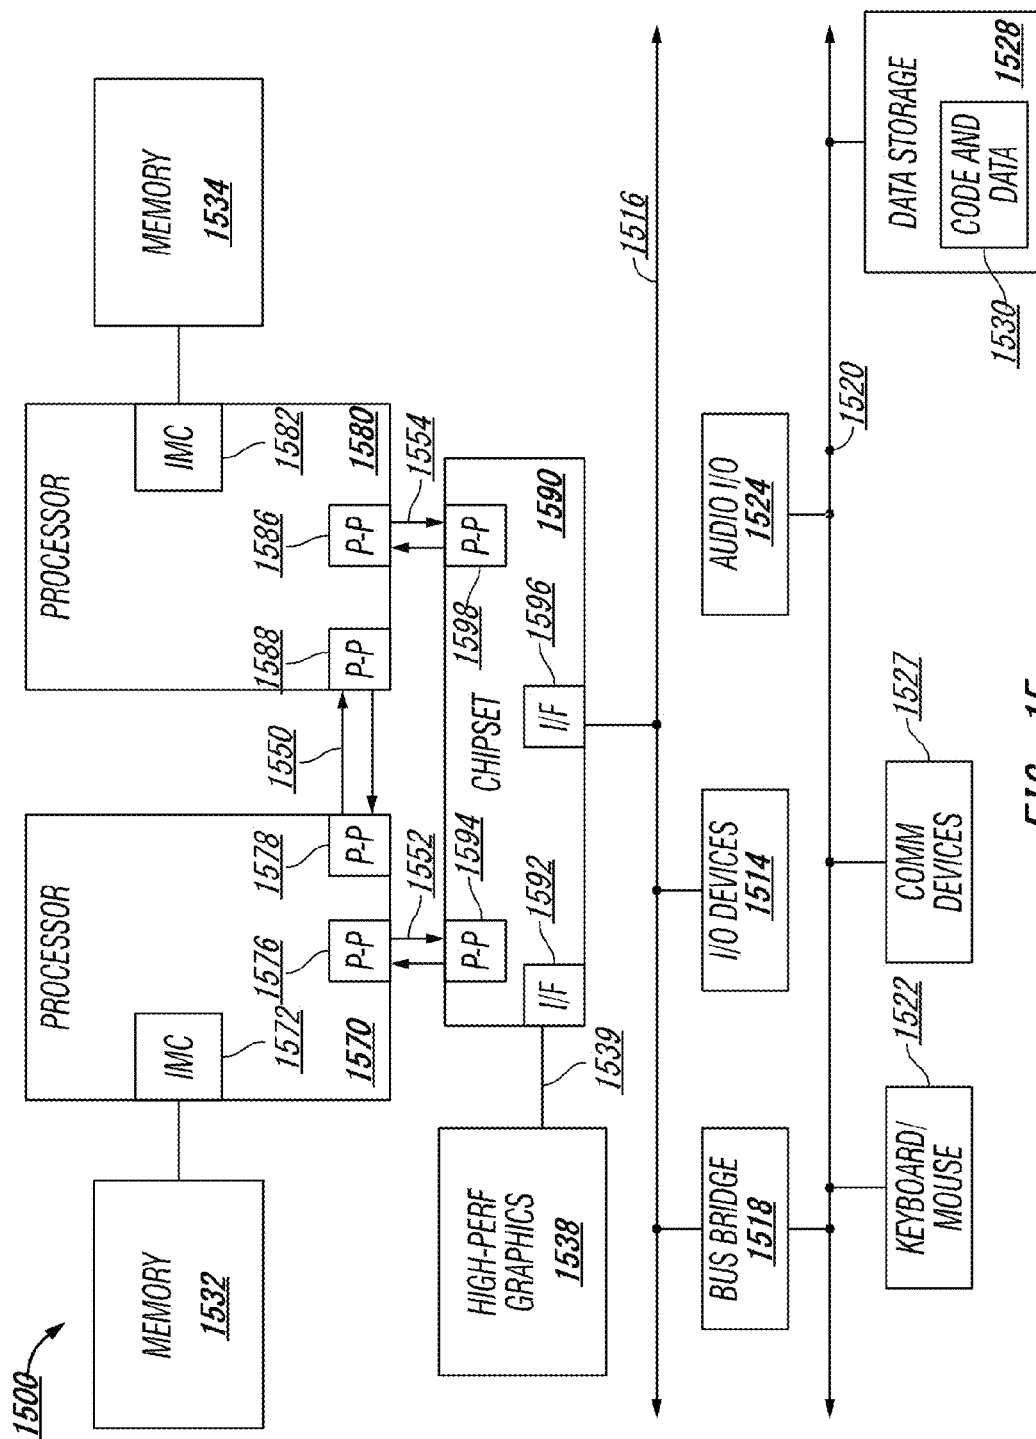 1500
MEMORY
1532
PROCESSOR
IMC
1572
1570
1576
P-P
1578
P-P
1550
PROCESSOR
1588
P-P
1586
P-P
IMC
1582
1580
MEMORY
1534
1552
1554
HIGH-PERF
GRAPHICS
1538
1539
I/F
1592
P-P
1594
CHIPSET
P-P
1598
I/F
1596
1590
1516
BUS BRIDGE
1518
I/O DEVICES
1514
AUDIO I/O
1524
1520
KEYBOARD/
MOUSE
1522
COMM
DEVICES
1527
DATA STORAGE
1528
CODE AND
DATA
1530